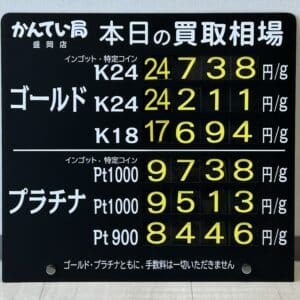 かんてい局 盛岡店 本日の買取相場
インゴット・特定コイン
K24 24738 円/g
ゴールド K24 24211 円/g
K18 17694 円/g
インゴット・特定コイン
Pt1000 9738 円/g
プラチナ Pt1000 9513 円/g
Pt900 8446 円/g
ゴールド・プラチナともに、手数料は一切いただきません